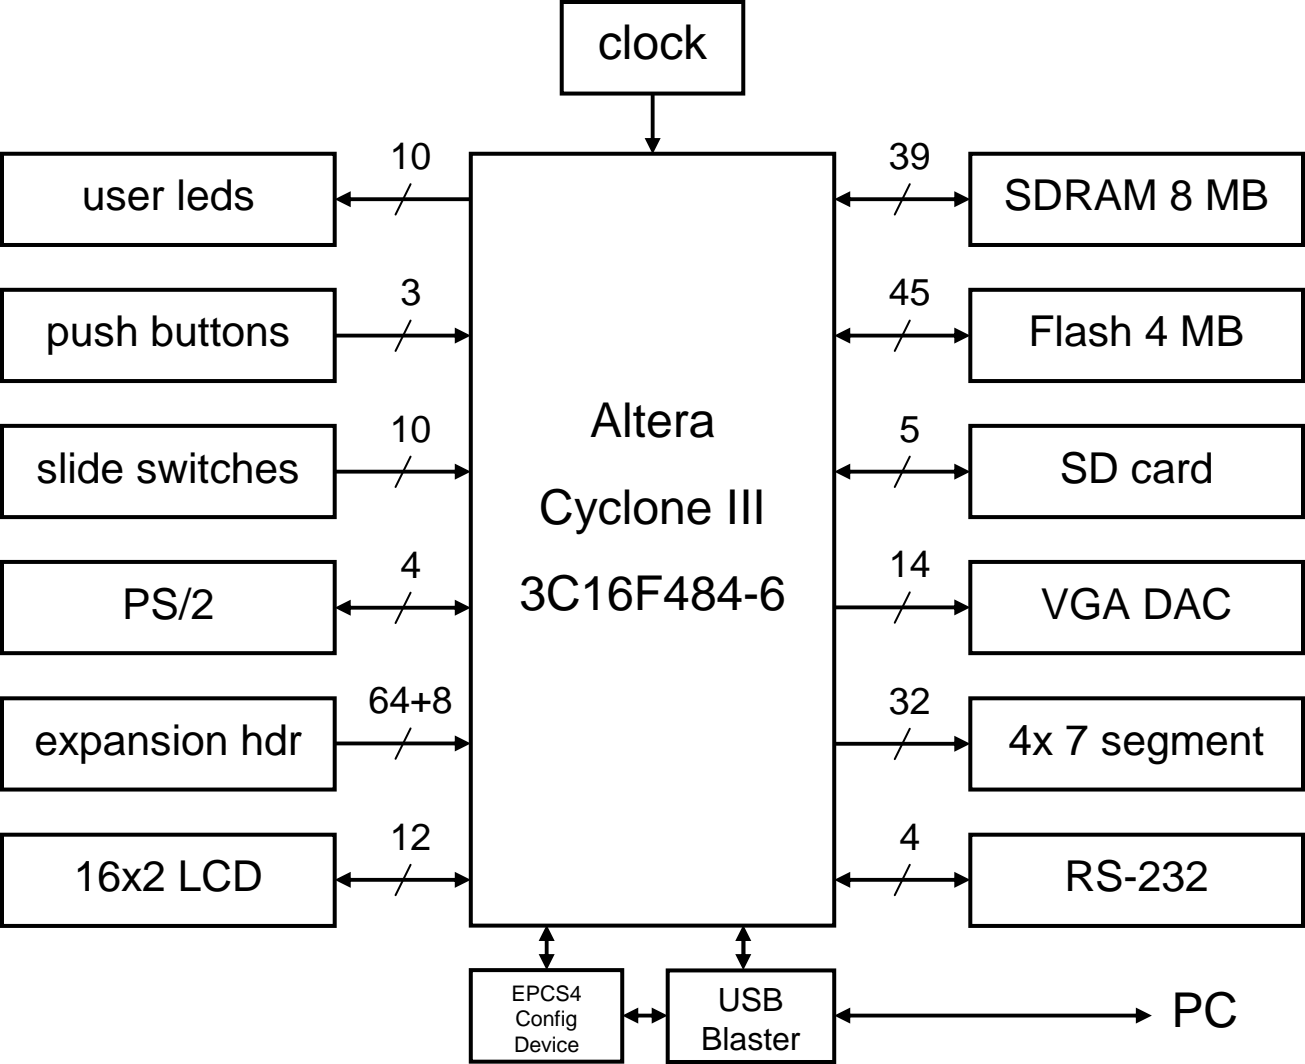 clock
10
user leds
39
SDRAM 8 MB
3
push buttons
45
Flash 4 MB
10
slide switches
5
SD card
Altera
Cyclone III
3C16F484-6
4
PS/2
14
VGA DAC
64+8
expansion hdr
32
4x 7 segment
12
16x2 LCD
4
RS-232
EPCS4
Config
Device
USB
Blaster
PC